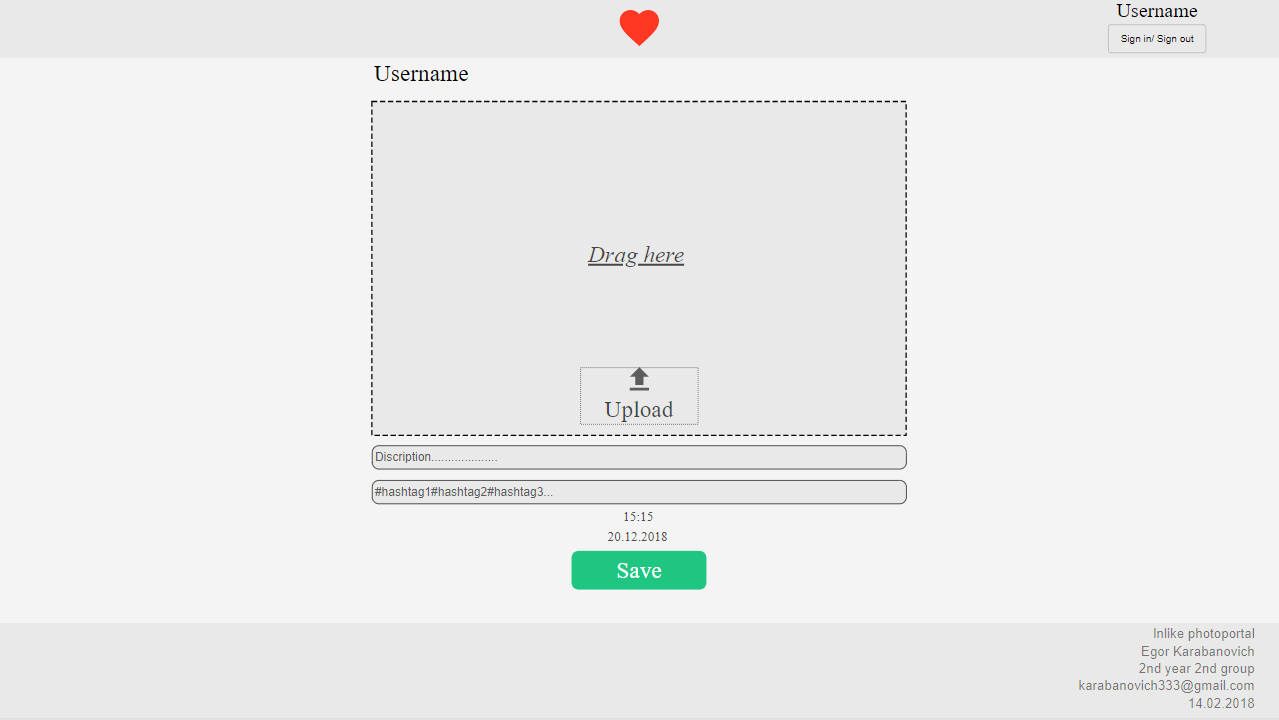 Username
Sign in/ Sign out
Username
Drag here
Upload
Discription....................
#hashtag1#hashtag2#hashtag3...
15:15
20.12.2018
Save
Inlike photoportal
Egor Karabanovich
2nd year 2nd group
karabanovich333@gmail.com
14.02.2018